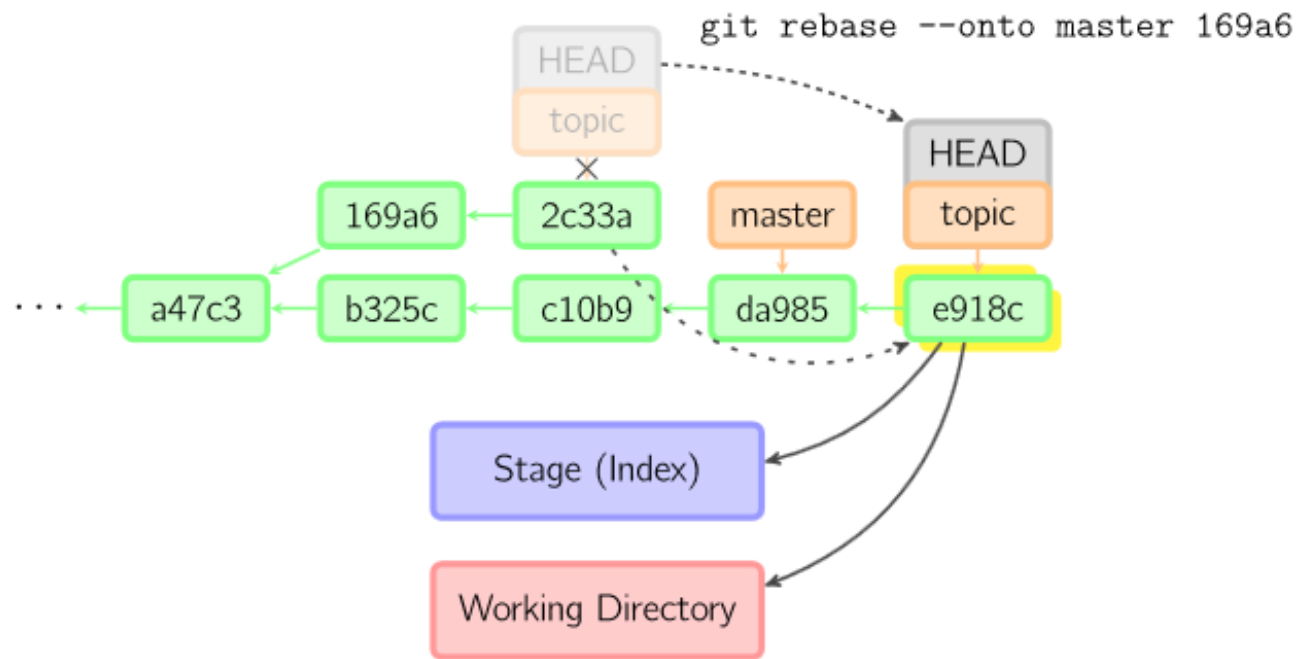 git rebase --onto master 169a6
HEAD
topic
HEAD
topic
169a6
2c33a
master
... a47c3
b325c
c10b9
da985
e918c
Stage (Index)
Working Directory